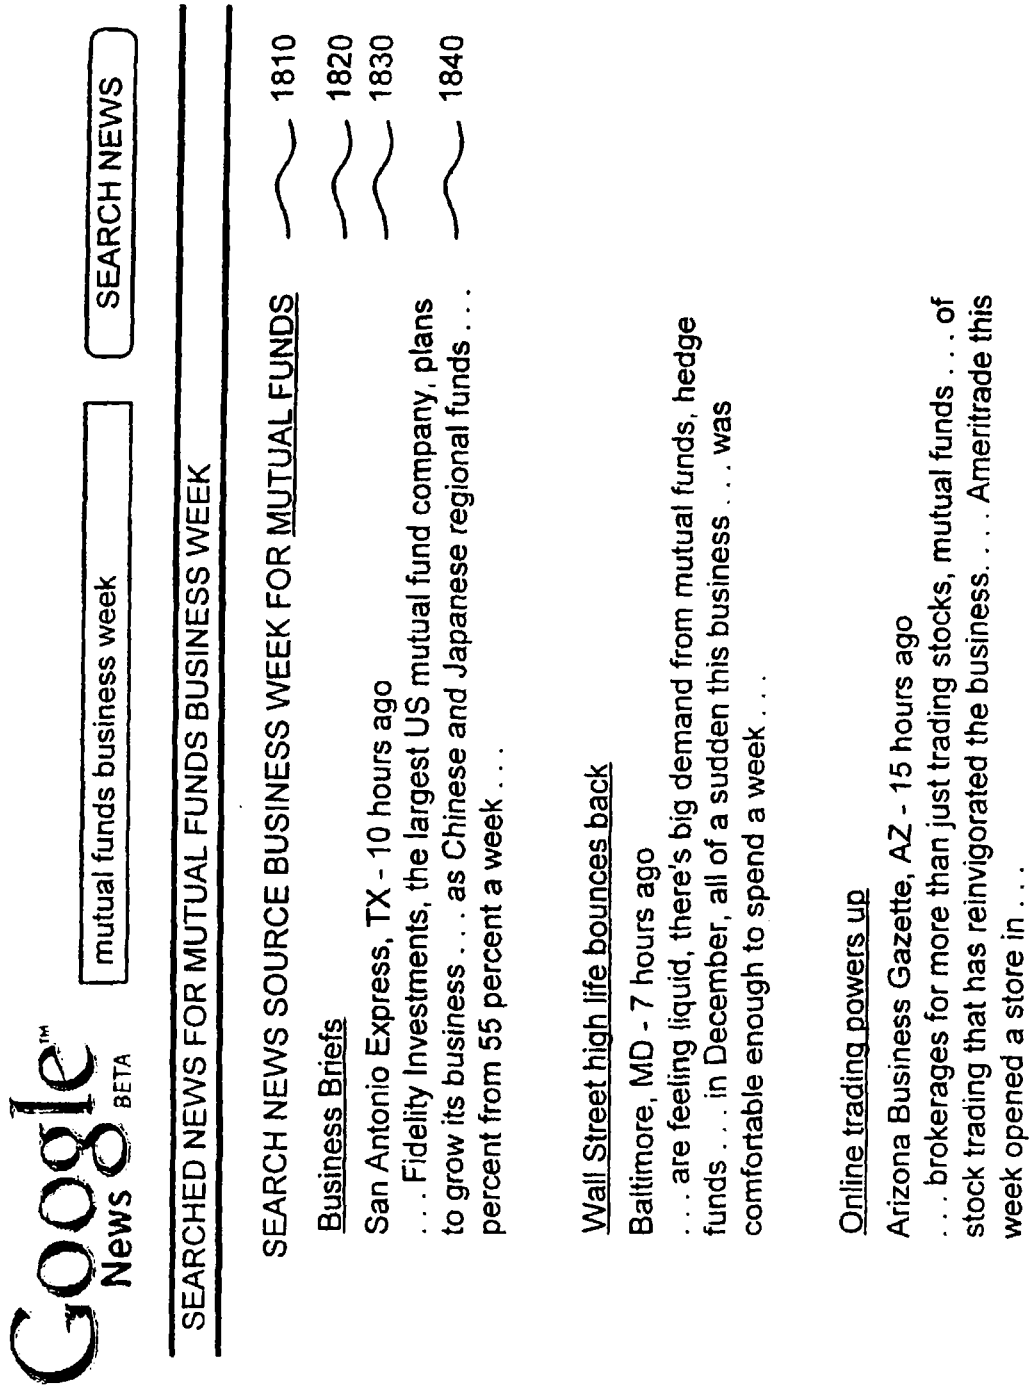 Google™
News BETA
mutual funds business week
SEARCH NEWS
SEARCHED NEWS FOR MUTUAL FUNDS BUSINESS WEEK
SEARCH NEWS SOURCE BUSINESS WEEK FOR MUTUAL FUNDS 1810
Business Briefs 1820
San Antonio Express, TX - 10 hours ago 1830
. . . Fidelity Investments, the largest US mutual fund company, plans
to grow its business . . . as Chinese and Japanese regional funds . . . . 1840
percent from 55 percent a week . . . .
Wall Street high life bounces back
Baltimore, MD - 7 hours ago
. . . are feeling liquid, there's big demand from mutual funds, hedge
funds . . . in December, all of a sudden this business . . . . was
comfortable enough to spend a week . . . .
Online trading powers up
Arizona Business Gazette, AZ - 15 hours ago
. . . . brokerages for more than just trading stocks, mutual funds . . . of
stock trading that has reinvigorated the business. . . . Ameritrade this
week opened a store in . . .